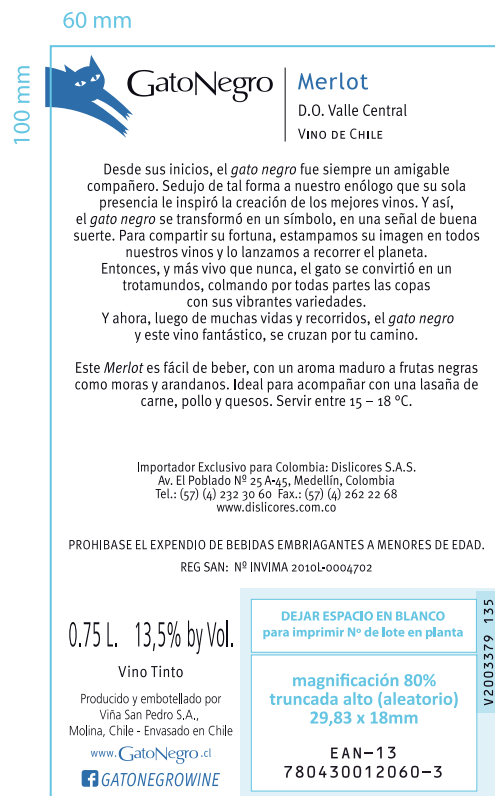 60 mm
100 mm
GatoNegro
Merlot
D.O. Valle Central
VINO DE CHILE
Desde sus inicios, el gato negro fue siempre un amigable
compañero. Sedujo de tal forma a nuestro enólogo que su sola
presencia le inspiró la creación de los mejores vinos. Y así,
el gato negro se transformó en un símbolo, en una señal de buena
suerte. Para compartir su fortuna, estampamos su imagen en todos
nuestros vinos y lo lanzamos a recorrer el planeta.
Entonces, y más vivo que nunca, el gato se convirtió en un
trotamundos, colmando por todas partes las copas
con sus vibrantes variedades.
Y ahora, luego de muchas vidas y recorridos, el gato negro
y este vino fantástico, se cruzan por tu camino.
Este Merlot es fácil de beber, con un aroma maduro a frutas negras
como moras y arandanos. Ideal para acompañar con una lasaña de
carne, pollo y quesos. Servir entre 15 – 18 °C.
Importador Exclusivo para Colombia: Dislicores S.A.S.
Av. El Poblado Nº 25 A-45, Medellín, Colombia
Tel.: (57) (4) 232 30 60 Fax.: (57) (4) 262 22 68
www.dislicores.com.co
PROHIBASE EL EXPENDIO DE BEBIDAS EMBRIAGANTES A MENORES DE EDAD.
REG SAN: Nº INVIMA 2010L-0004702
0.75 L. 13,5% by Vol.
Vino Tinto
Producido y embotellado por
Viña San Pedro S.A.,
Molina, Chile - Envasado en Chile
www.GatoNegro.cl
GATONEGROWINE
DEJAR ESPACIO EN BLANCO
para imprimir Nº de lote en planta
magnificación 80%
truncada alto (aleatorio)
29,83 x 18mm
EAN-13
780430012060-3
V2003379 135